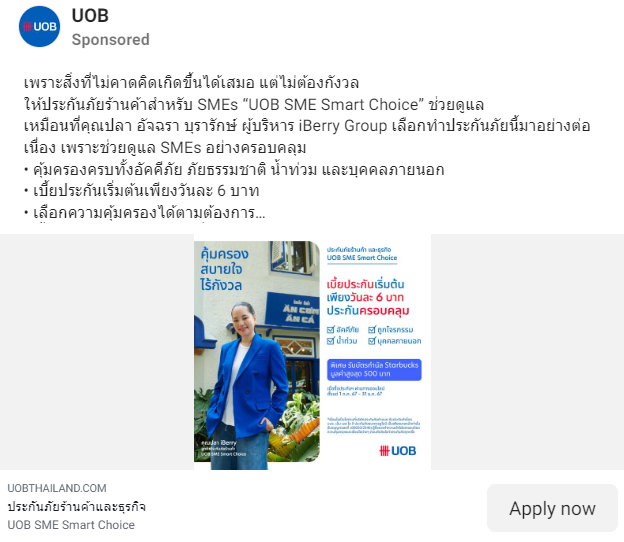 UOB
UOB
Sponsored
เพราะสิ่งที่ไม่คาดคิดเกิดขึ้นได้เสมอ แต่ไม่ต้องกังวล
ให้ประกันภัยร้านค้าสำหรับ SMEs “UOB SME Smart Choice” ช่วยดูแล
เหมือนที่คุณปลา อัจฉรา บุรารักษ์ ผู้บริหาร iBerry Group เลือกทำประกันภัยนี้มาอย่างต่อ
เนื่อง เพราะช่วยดูแล SMEs อย่างครอบคลุม
• คุ้มครองครบทั้งอัคคีภัย ภัยธรรมชาติ น้ำท่วม และบุคคลภายนอก
• เบี้ยประกันเริ่มต้นเพียงวันละ 6 บาท
• เลือกความคุ้มครองได้ตามต้องการ...
คุ้มครอง
สบายใจ
ไร้กังวล
คุณปลา iBerry
UOB SME Smart Choice
ประกันภัยร้านค้า และธุรกิจ
UOB SME Smart Choice
เบี้ยประกันเริ่มต้น
เพียงวันละ 6 บาท
ประกันครอบคลุม
อัคคีภัย ถูกโจรกรรม
น้ำท่วม บุคคลภายนอก
พิเศษ รับบัตรกำนัล Starbucks
มูลค่าสูงสุด 500 บาท
ตั้งแต่ 1 ก.ค. 67 - 31 ธ.ค. 67
UOB
UOBTHAILAND.COM
ประกันภัยร้านค้าและธุรกิจ
UOB SME Smart Choice
Apply now